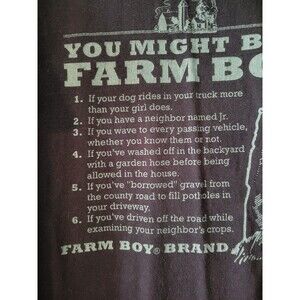 YOU MIGHT B
FARM BO
1. If your dog rides in your truck more
than your girl does.
2. If you have a neighbor named Jr.
3. If you wave to every passing vehicle,
whether you know them or not.
4. If you've washed off in the backyard
with a garden hose before being
allowed in the house.
5. If you've "borrowed" gravel from
the county road to fill potholes in
your driveway.
6. If you've driven off the road while
examining your neighbor's crops.
FARM BOY® BRAND